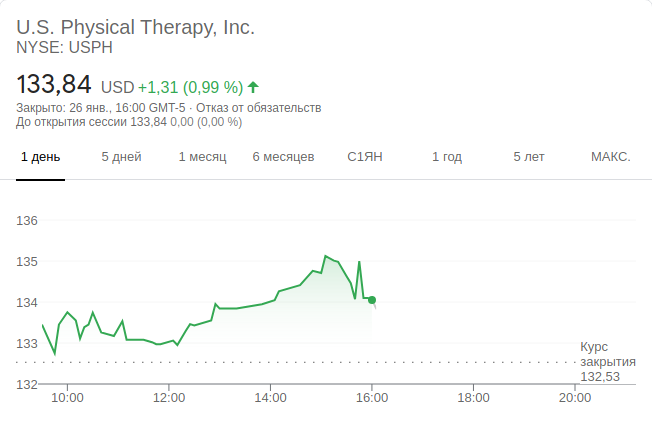 U.S. Physical Therapy, Inc.
NYSE: USPH
133,84 USD +1,31 (0,99 %)
Закрыто: 26 янв., 16:00 GMT-5 · Отказ от обязательств
До открытия сессии 133,84 0,00 (0,00 %)
1 день 5 дней 1 месяц 6 месяцев С1ЯН 1 год 5 лет МАКС.
136
135
134
133
Курс
закрытия
132,53
132
10:00 12:00 14:00 16:00 18:00 20:00